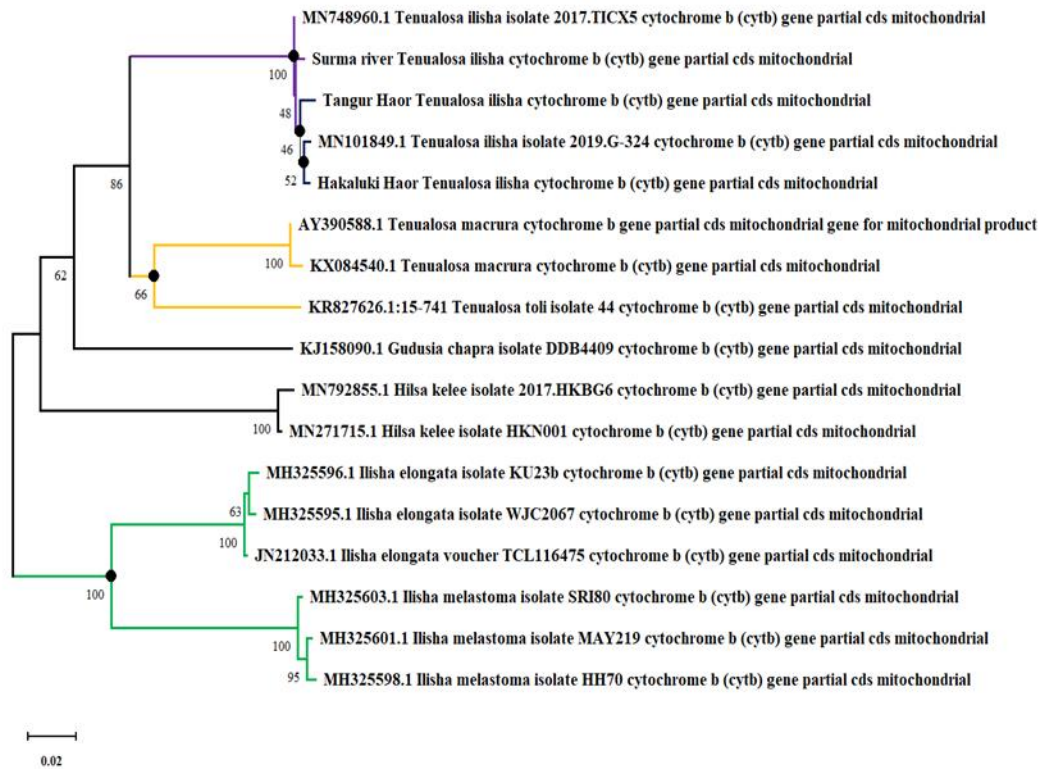 MN748960.1 Tenualosa ilisha isolate 2017.TICX5 cytochrome b (cytb) gene partial cds mitochondrial
Surma river Tenualosa ilisha cytochrome b (cytb) gene partial cds mitochondrial
100
Tangur Haor Tenualosa ilisha cytochrome b (cytb) gene partial cds mitochondrial
48
MN101849.1 Tenualosa ilisha isolate 2019.G-324 cytochrome b (cytb) gene partial cds mitochondrial
46
Hakaluki Haor Tenualosa ilisha cytochrome b (cytb) gene partial cds mitochondrial
52
86
AY390588.1 Tenualosa macrura cytochrome b gene partial cds mitochondrial gene for mitochondrial product
KX084540.1 Tenualosa macrura cytochrome b (cytb) gene partial cds mitochondrial
100
62
66
KR827626.1:15-741 Tenualosa toli isolate 44 cytochrome b (cytb) gene partial cds mitochondrial
KJ158090.1 Gudusia chapra isolate DDB4409 cytochrome b (cytb) gene partial cds mitochondrial
MN792855.1 Hilsa kelee isolate 2017.HKBG6 cytochrome b (cytb) gene partial cds mitochondrial
100
MN271715.1 Hilsa kelee isolate HKN001 cytochrome b (cytb) gene partial cds mitochondrial
MH325596.1 Ilisha elongata isolate KU23b cytochrome b (cytb) gene partial cds mitochondrial
63
MH325595.1 Ilisha elongata isolate WJC2067 cytochrome b (cytb) gene partial cds mitochondrial
100
JN212033.1 Ilisha elongata voucher TCL116475 cytochrome b (cytb) gene partial cds mitochondrial
100
MH325603.1 Ilisha melastoma isolate SRI80 cytochrome b (cytb) gene partial cds mitochondrial
100
MH325601.1 Ilisha melastoma isolate MAY219 cytochrome b (cytb) gene partial cds mitochondrial
95
MH325598.1 Ilisha melastoma isolate HH70 cytochrome b (cytb) gene partial cds mitochondrial
0.02